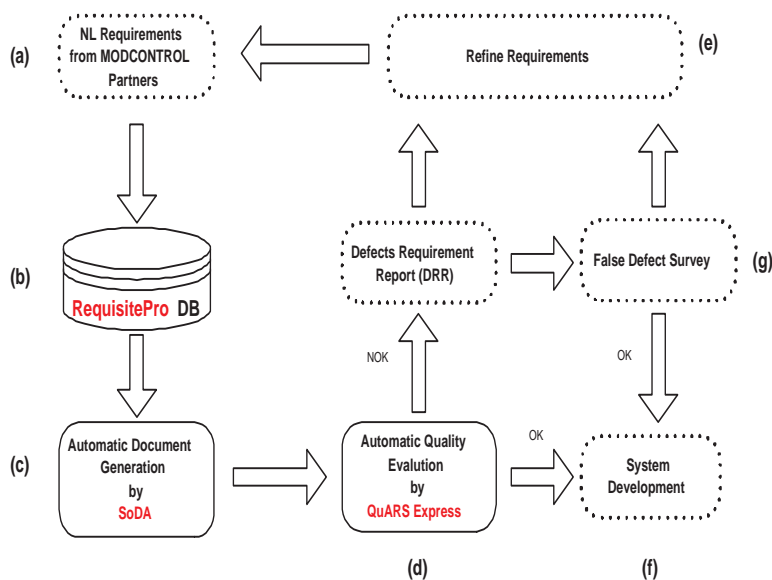 (a)
NL Requirements
from MODCONTROL
Partners
Refine Requirements
(e)
(b)
RequisitePro DB
Defects Requirement
Report (DRR)
False Defect Survey
(g)
NOK
OK
(c)
Automatic Document
Generation
by
SoDA
Automatic Quality
Evalution
by
QuARS Express
OK
System
Development
(d)
(f)